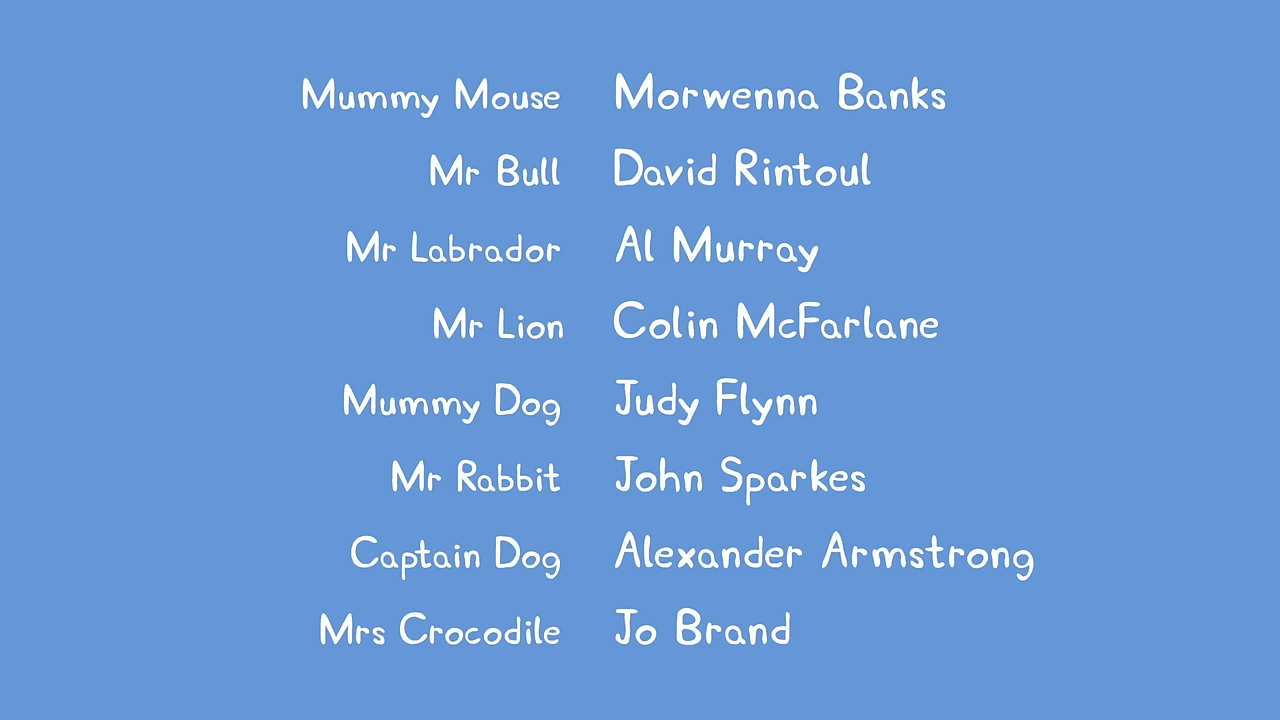 Mummy Mouse Morwenna Banks
Mr Bull David Rintoul
Mr Labrador Al Murray
Mr Lion Colin McFarlane
Mummy Dog Judy Flynn
Mr Rabbit John Sparkes
Captain Dog Alexander Armstrong
Mrs Crocodile Jo Brand